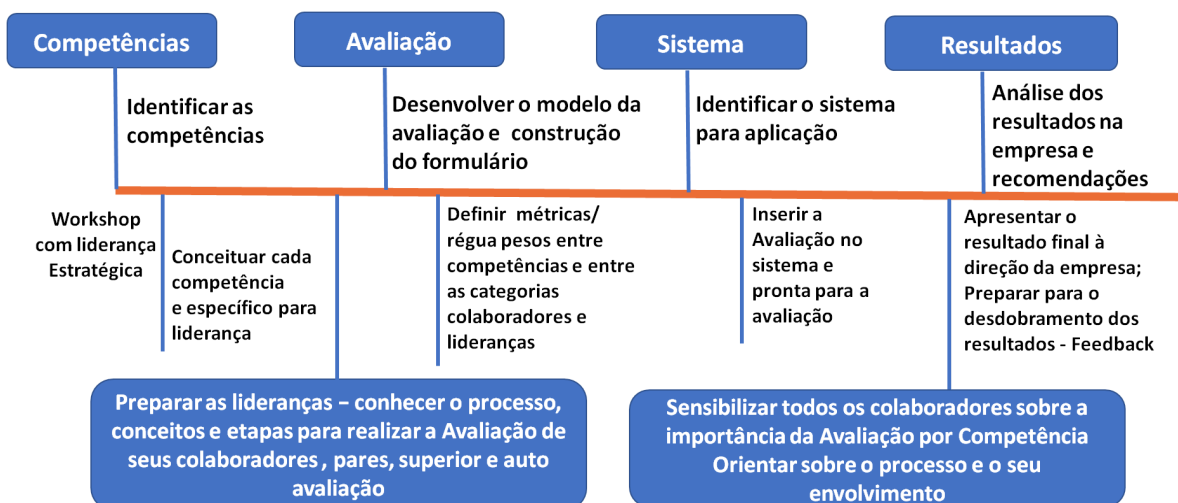 Competências
Avaliação
Sistema
Resultados
Identificar as
competências
Desenvolver o modelo da
avaliação e construção
do formulário
Identificar o sistema
para aplicação
Análise dos
resultados na
empresa e
recomendações
Workshop
com liderança
Estratégica
Conceituar cada
competência
e específico para
liderança
Definir métricas/
régua pesos entre
competências e entre
as categorias
colaboradores e
lideranças
Inserir a
Avaliação no
sistema e
pronta para a
avaliação
Apresentar o
resultado final à
direção da empresa;
Preparar para o
desdobramento dos
resultados - Feedback
Preparar as lideranças – conhecer o processo,
conceitos e etapas para realizar a Avaliação de
seus colaboradores , pares, superior e auto
avaliação
Sensibilizar todos os colaboradores sobre a
importância da Avaliação por Competência
Orientar sobre o processo e o seu
envolvimento